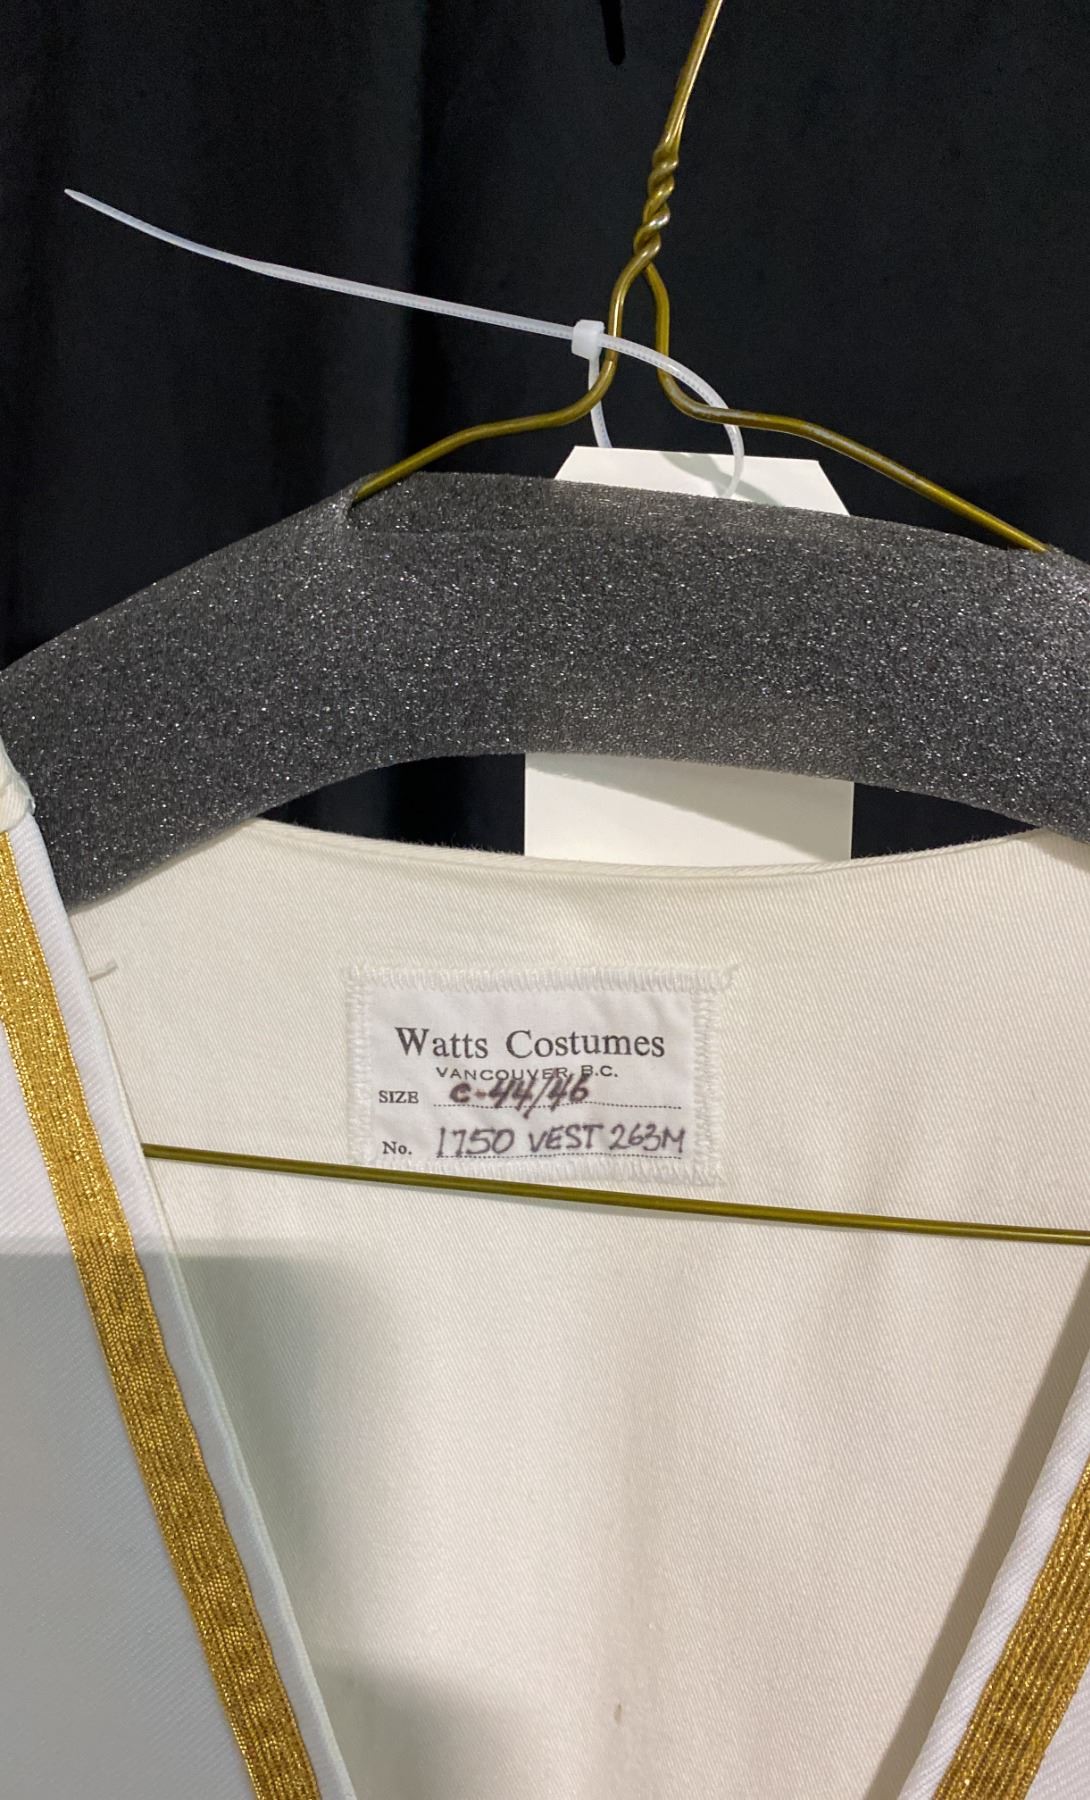 Watts Costumes
VANCOUVER, B.C.
SIZE C-44/46
No. 1750 VEST 263M